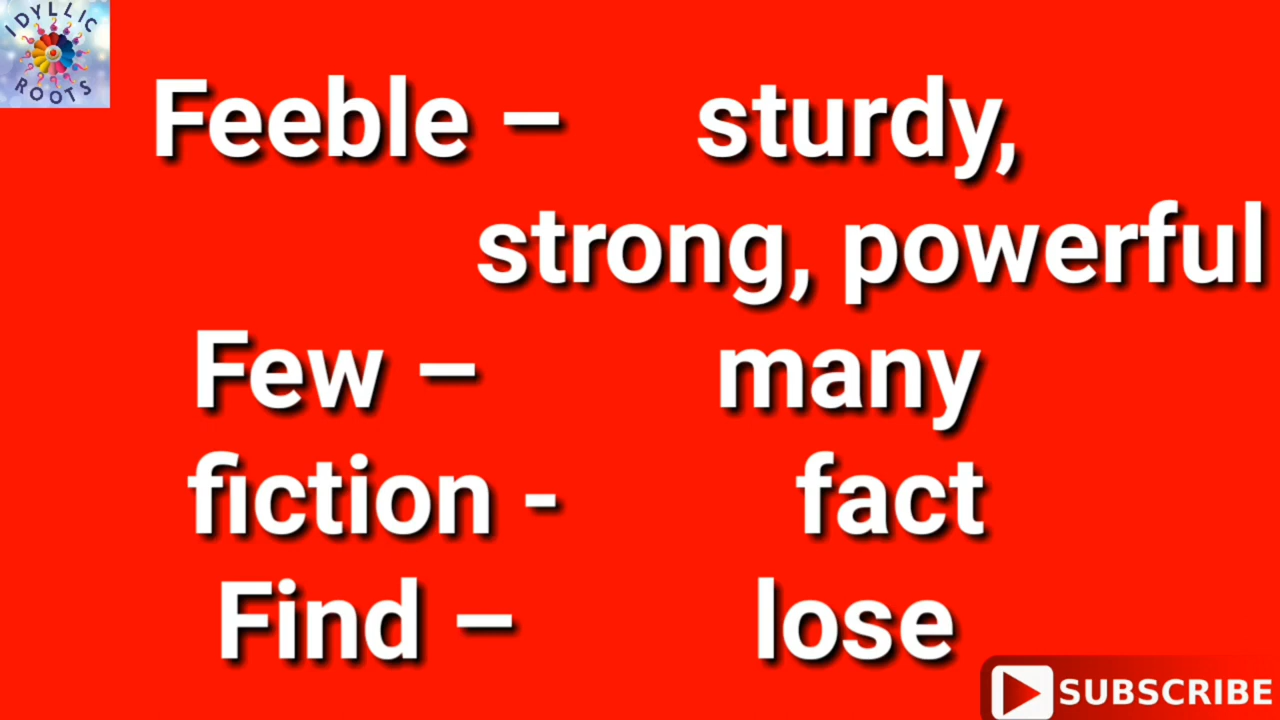 IDYLLIC
ROOTS
Feeble – sturdy,
strong, powerful
Few – many
fiction - fact
Find – lose
SUBSCRIBE